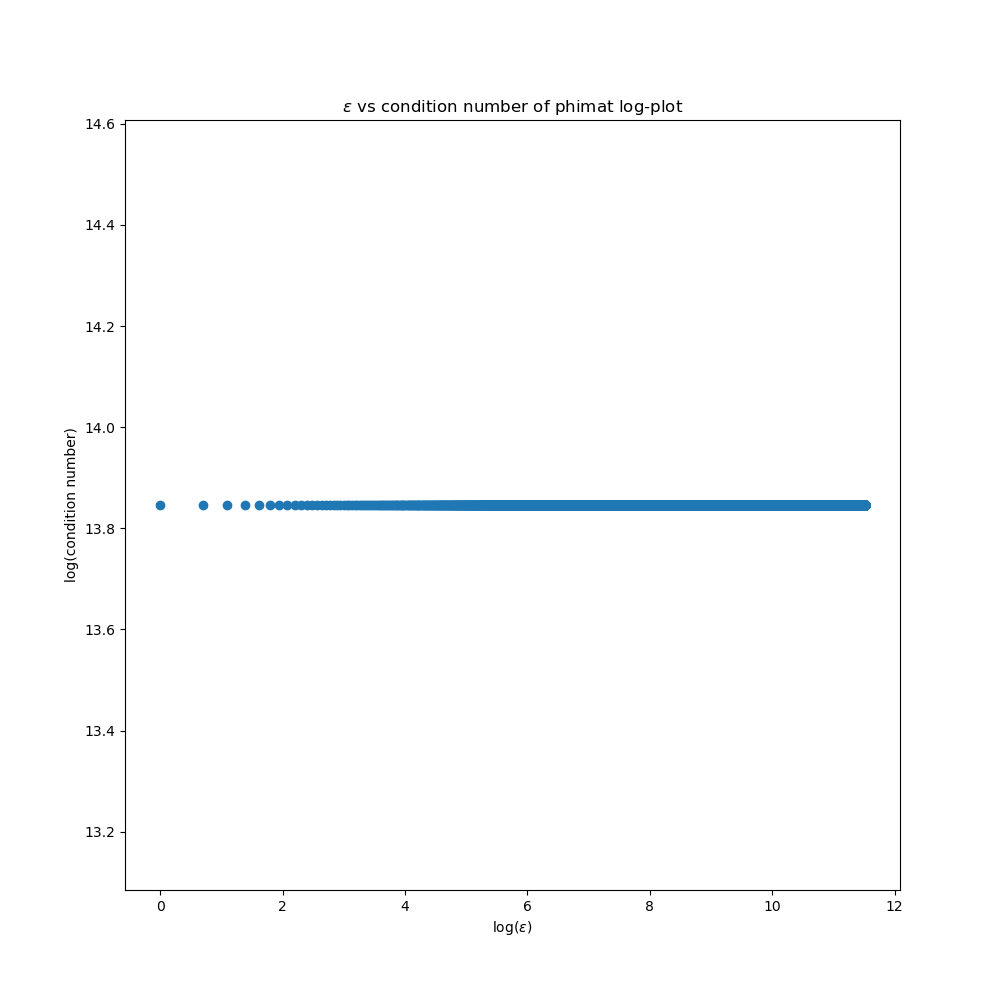 ε vs condition number of phimat log-plot
14.6
14.4
14.2
14.0
13.8
13.6
13.4
13.2
log(condition number)
0 2 4 6 8 10 12
log(ε)